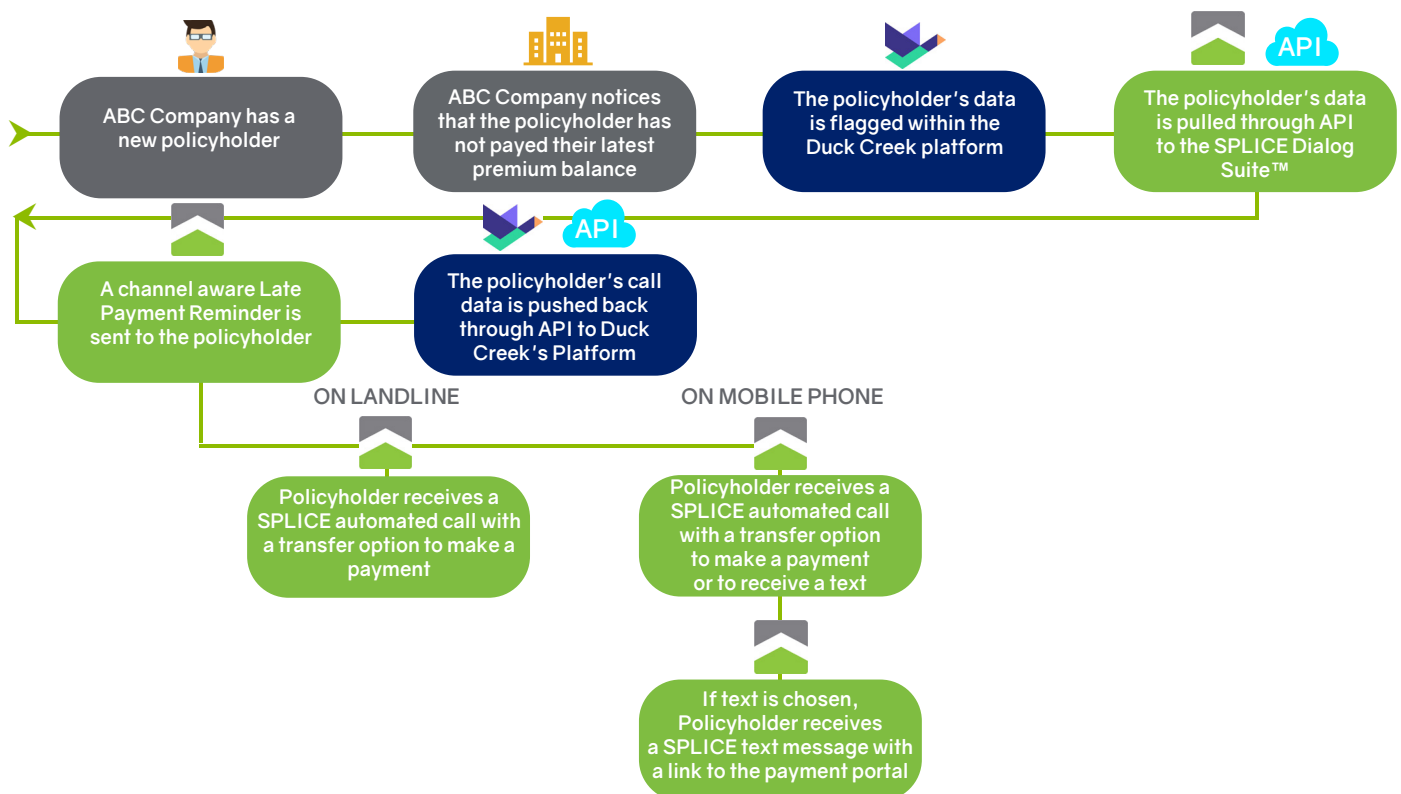 ABC Company has a
new policyholder
ABC Company notices
that the policyholder has
not payed their latest
premium balance
The policyholder's data
is flagged within the
Duck Creek platform
API
The policyholder's data
is pulled through API
to the SPLICE Dialog
Suite™
A channel aware Late
Payment Reminder is
sent to the policyholder
API
The policyholder's call
data is pushed back
through API to Duck
Creek's Platform
ON LANDLINE
Policyholder receives a
SPLICE automated call with
a transfer option to make a
payment
ON MOBILE PHONE
Policyholder receives a
SPLICE automated call
with a transfer option
to make a payment
or to receive a text
If text is chosen,
Policyholder receives
a SPLICE text message with
a link to the payment portal